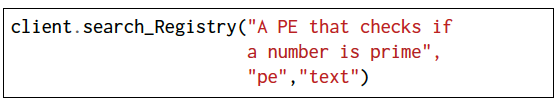 client.search_Registry("A PE that checks if
a number is prime",
"pe","text")